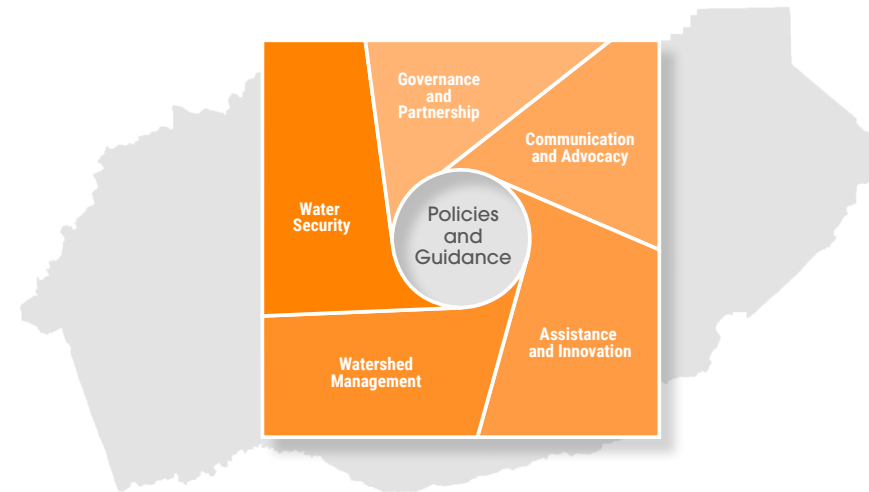 Governance
and
Partnership
Communication
and Advocacy
Water
Security
Policies
and
Guidance
Assistance
and Innovation
Watershed
Management